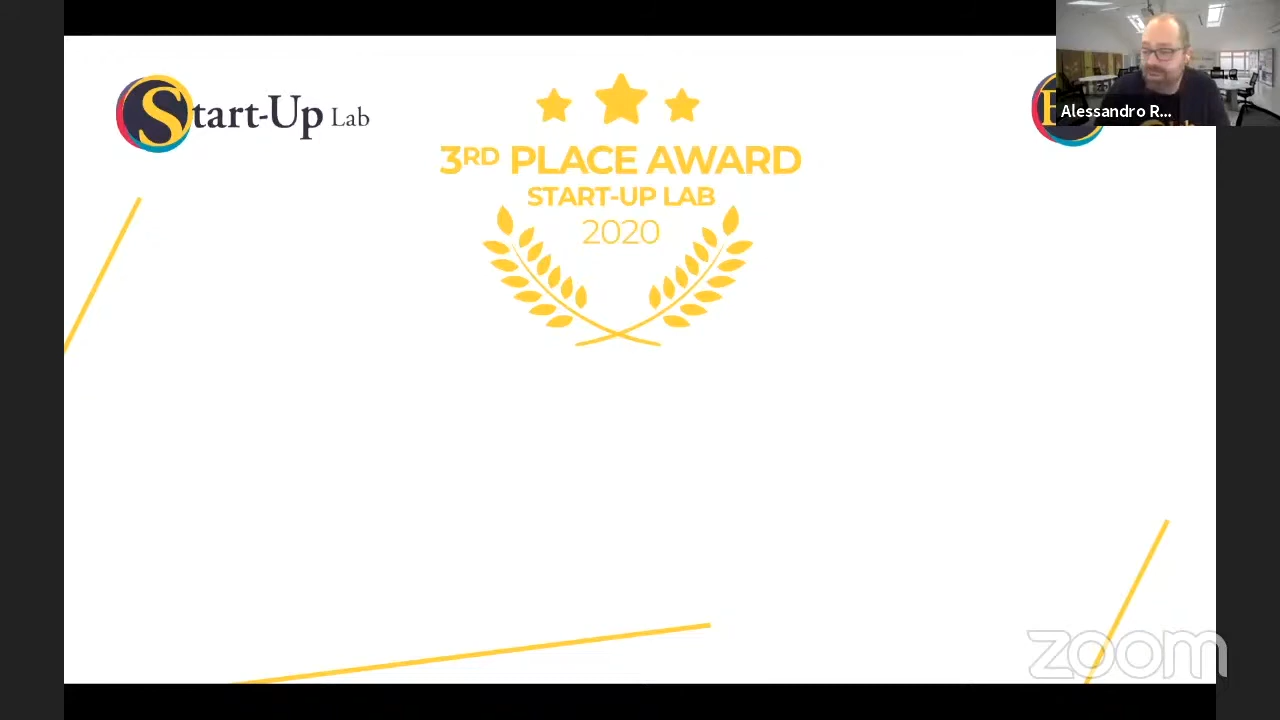 Start-Up Lab
3RD PLACE AWARD
START-UP LAB
2020
Alessandro R...
zoom